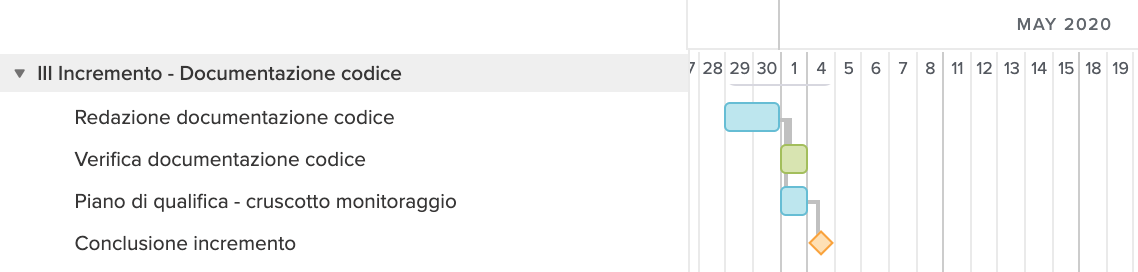 MAY 2020
7 28 29 30 1 4 5 6 7 8 11 12 13 14 15 18 19
III Incremento - Documentazione codice
Redazione documentazione codice
Verifica documentazione codice
Piano di qualifica - cruscotto monitoraggio
Conclusione incremento